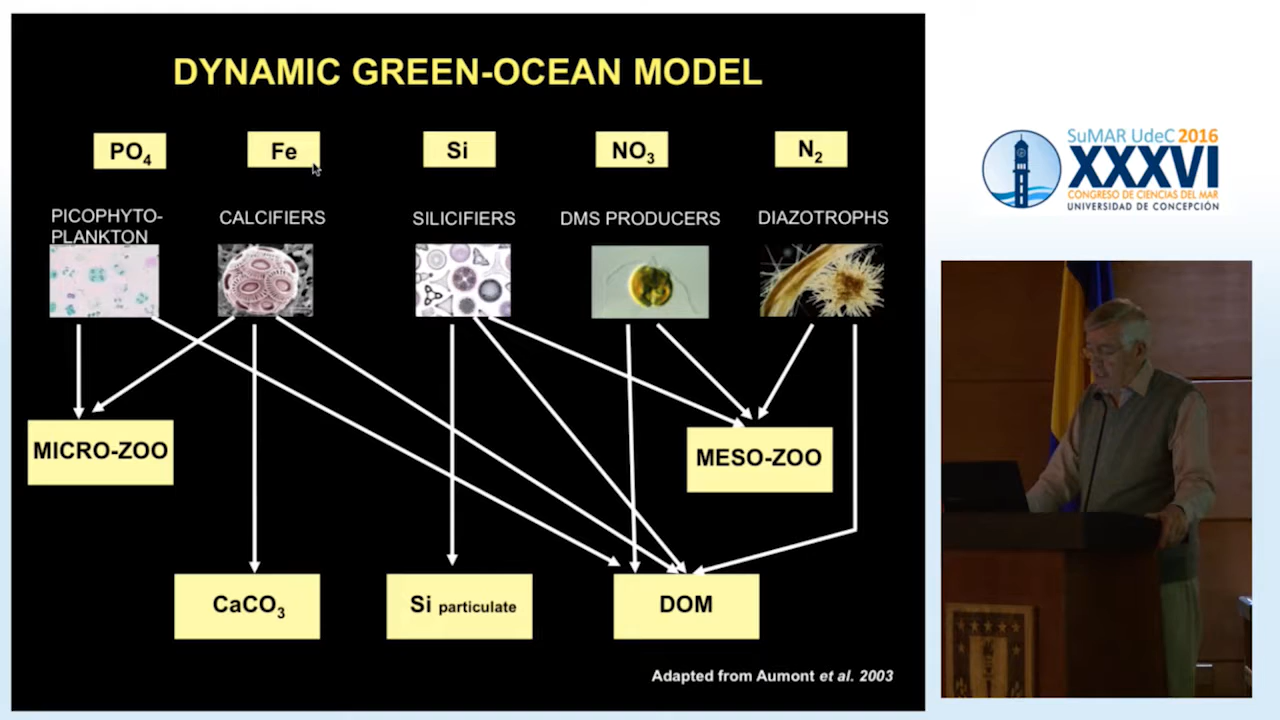 DYNAMIC GREEN-OCEAN MODEL
PO4
Fe
Si
NO3
N2
PICOPHYTO-
PLANKTON
CALCIFIERS
SILICIFIERS
DMS PRODUCERS
DIAZOTROPHS
MICRO-ZOO
MESO-ZOO
CaCO3
Si particulate
DOM
Adapted from Aumont et al. 2003
SuMAR UdeC 2016
XXXVI
CONGRESO DE CIENCIAS DEL MAR
UNIVERSIDAD DE CONCEPCIÓN